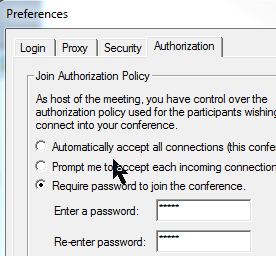 Preferences
Login Proxy Security Authorization
Join Authorization Policy
As host of the meeting, you have control over the
authorization policy used for the participants wishing
connect into your conference.
Automatically accept all connections (this confe
Prompt me to accept each incoming connection
Require password to join the conference.
Enter a password: *****
Re-enter password: *****